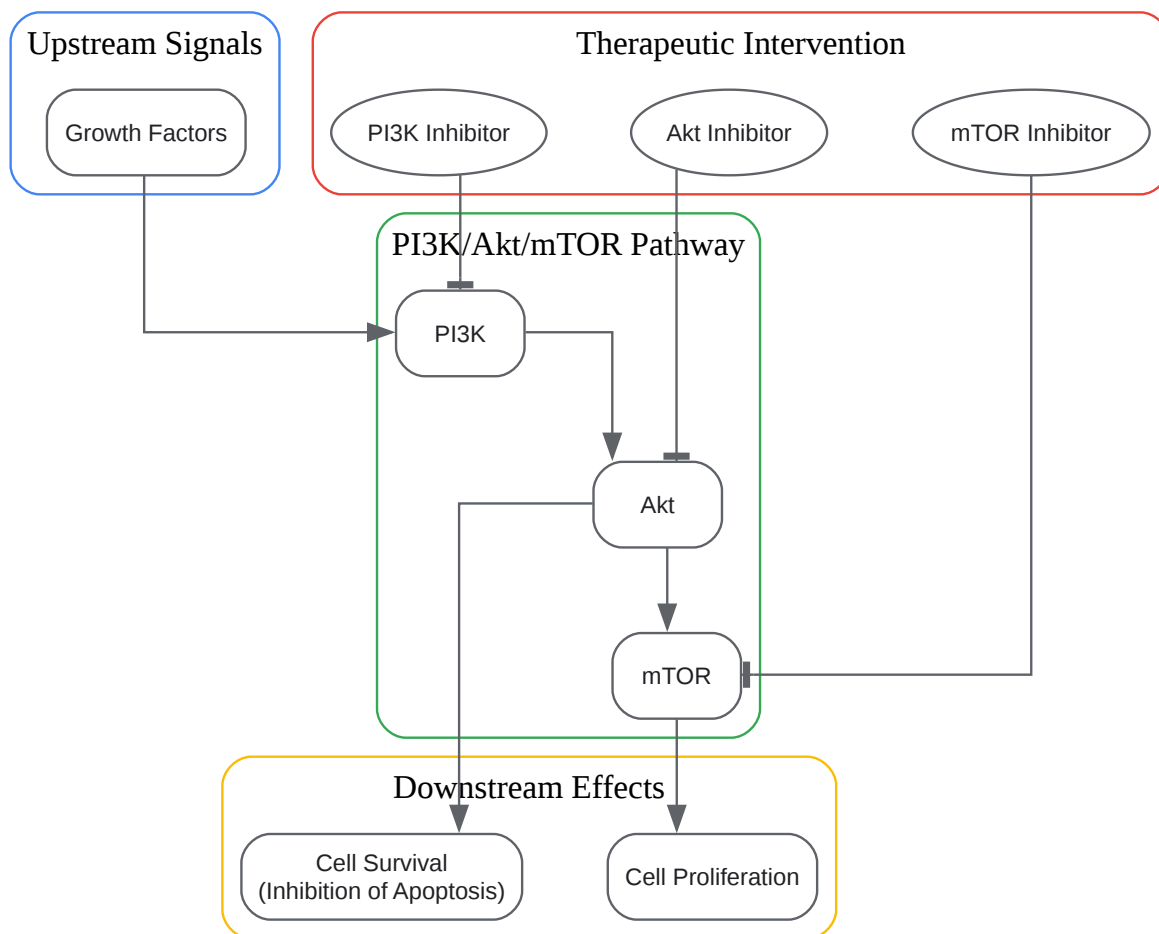 Upstream Signals
Therapeutic Intervention
Growth Factors
PI3K Inhibitor
Akt Inhibitor
mTOR Inhibitor
PI3K/Akt/mTOR Pathway
PI3K
Akt
mTOR
Downstream Effects
Cell Survival
(Inhibition of Apoptosis)
Cell Proliferation